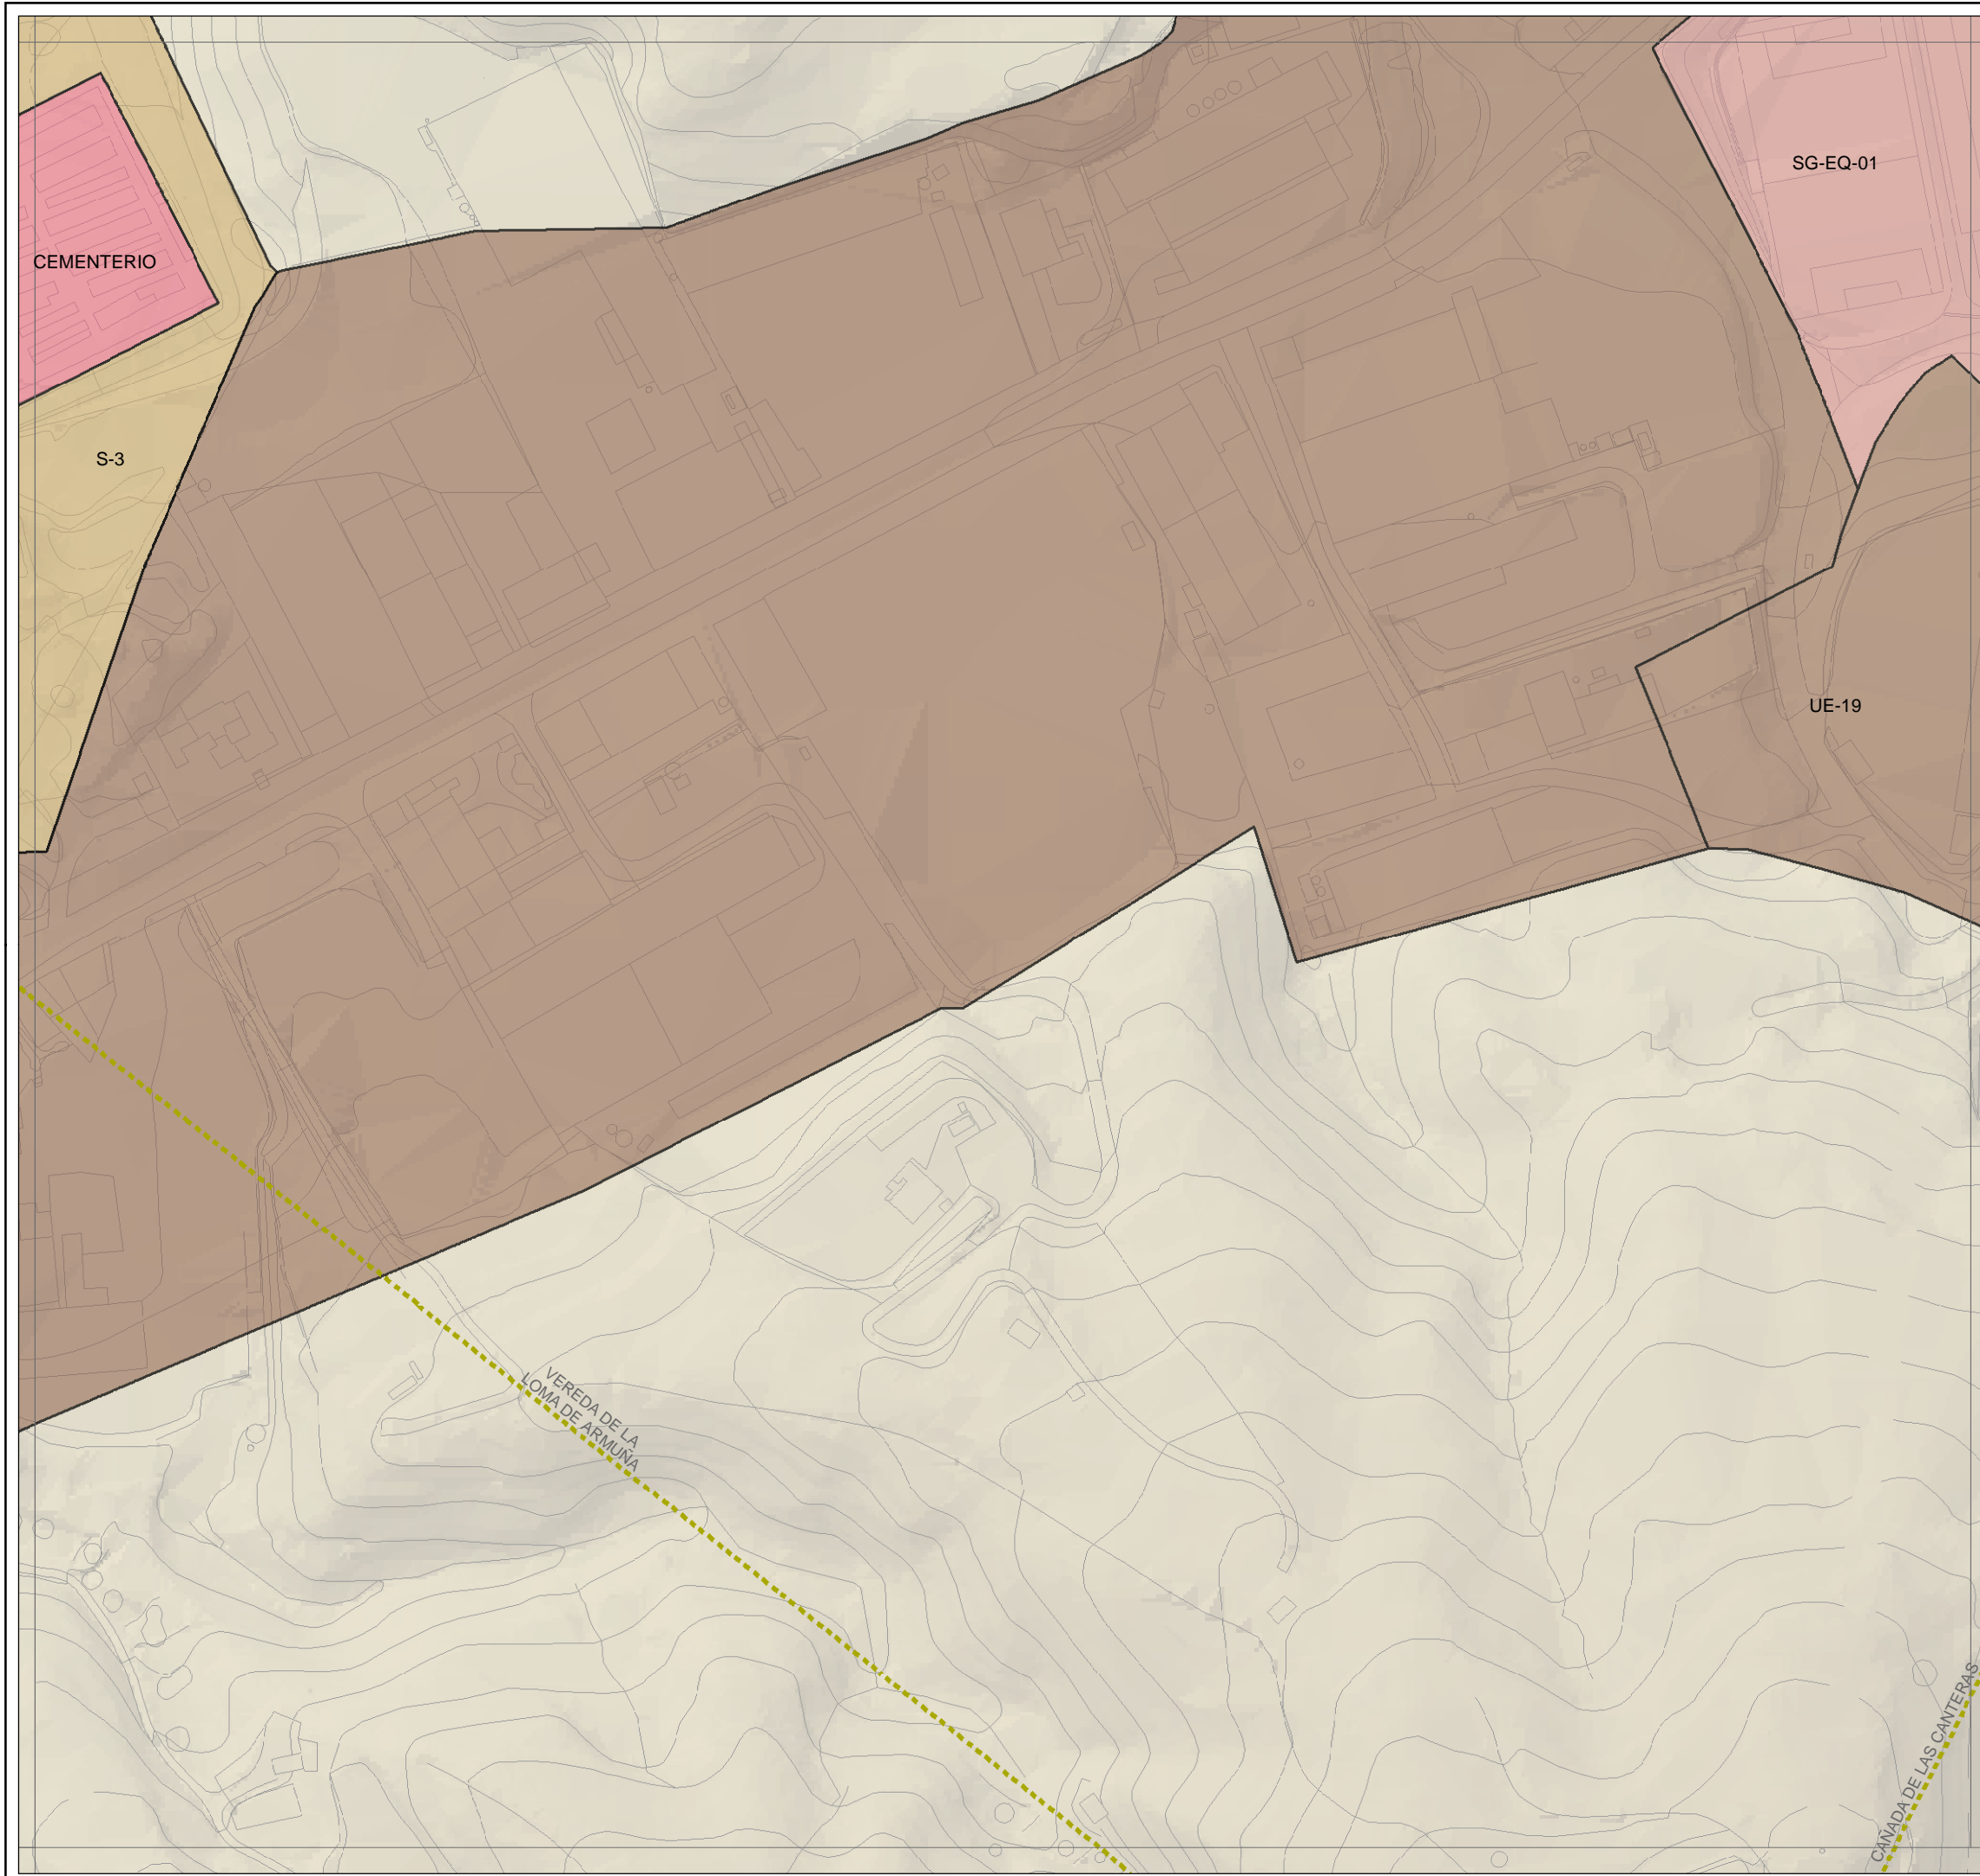 SG-EQ-01
CEMENTERIO
S-3
UE-19
VEREDA DE LA
LOMA DE ARMUÑA
CAÑADA DE LAS CANTERAS